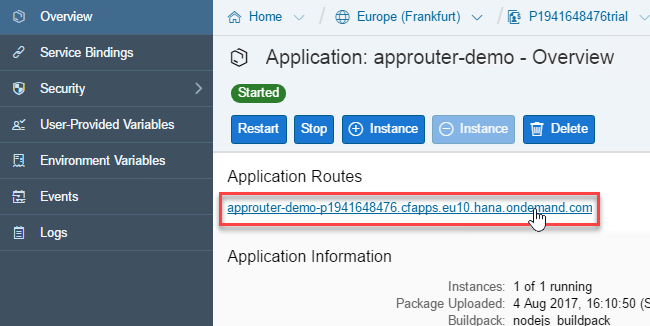 Overview
Service Bindings
Security
User-Provided Variables
Environment Variables
Events
Logs
Home / Europe (Frankfurt) / P1941648476trial
Application: approuter-demo - Overview
Started
Restart Stop Instance Instance Delete
Application Routes
approuter-demo-p1941648476.cfapps.eu10.hana.ondemand.com
Application Information
Instances: 1 of 1 running
Package Uploaded: 4 Aug 2017, 16:10:50 (S
Buildpack: nodejs_buildpack